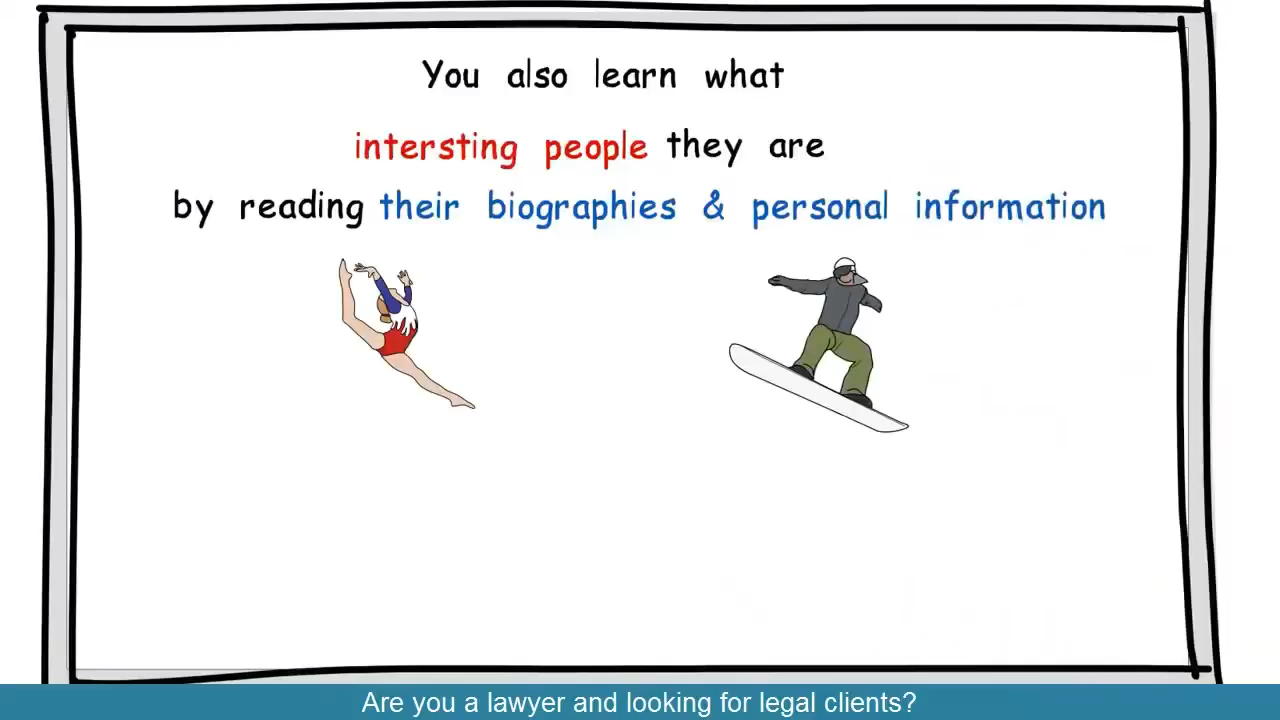 You also learn what
intersting people they are
by reading their biographies & personal information
Are you a lawyer and looking for legal clients?